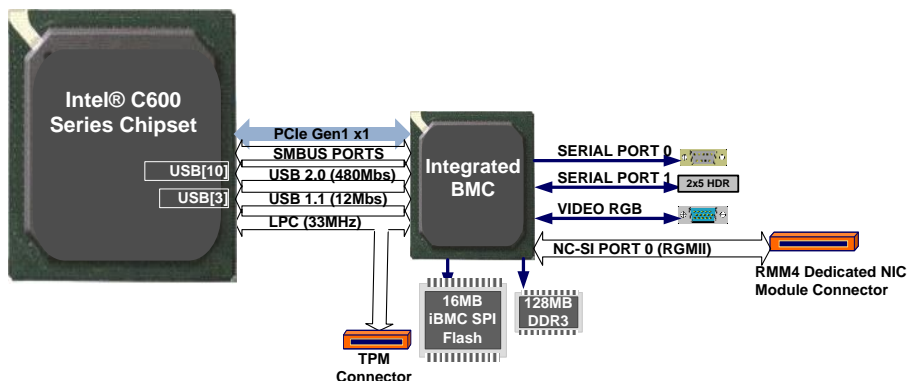 Intel® C600
Series Chipset
USB[10]
USB[3]
PCIe Gen1 x1
SMBUS PORTS
USB 2.0 (480Mbs)
USB 1.1 (12Mbs)
LPC (33MHz)
Integrated
BMC
SERIAL PORT 0
SERIAL PORT 1
2x5 HDR
VIDEO RGB
NC-SI PORT 0 (RGMII)
RMM4 Dedicated NIC
Module Connector
16MB
iBMC SPI
Flash
128MB
DDR3
TPM
Connector